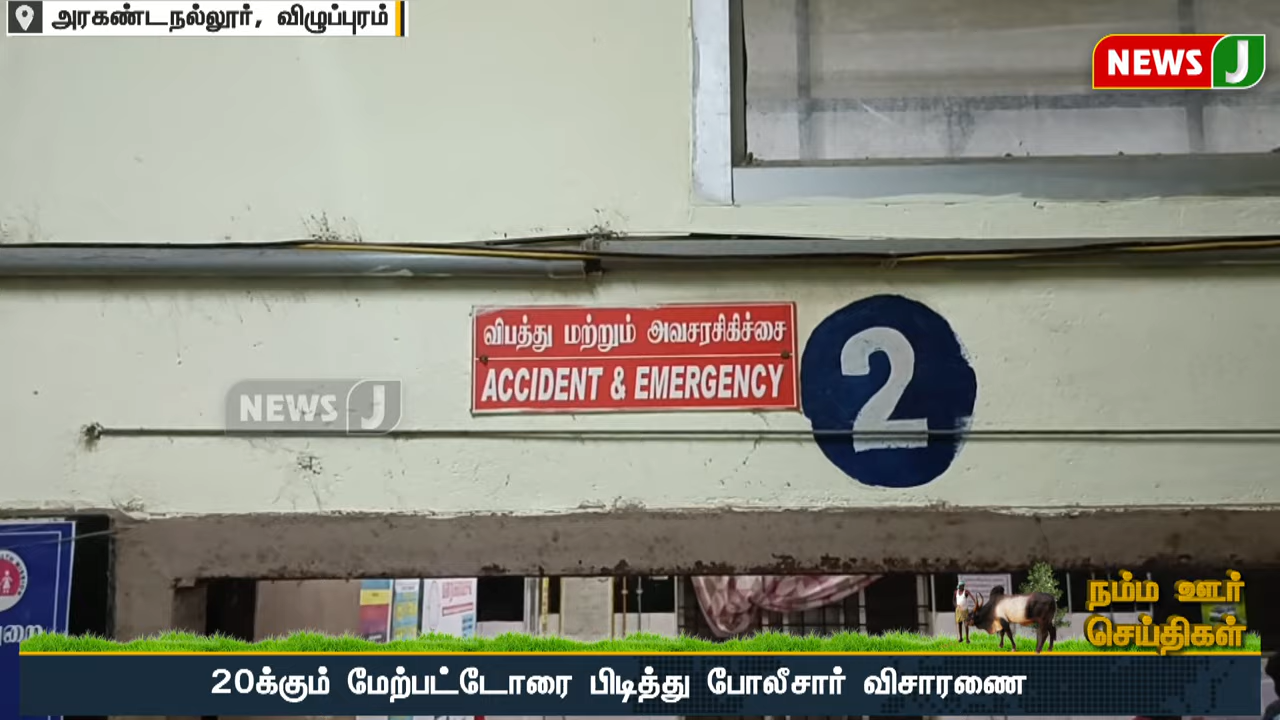 அரகண்டநல்லூர், விழுப்புரம்
NEWS J
விபத்து மற்றும் அவசரசிகிச்சை
ACCIDENT & EMERGENCY
2
NEWS J
நம்ம ஊர்
செய்திகள்
20க்கும் மேற்பட்டோரை பிடித்து போலீசார் விசாரணை